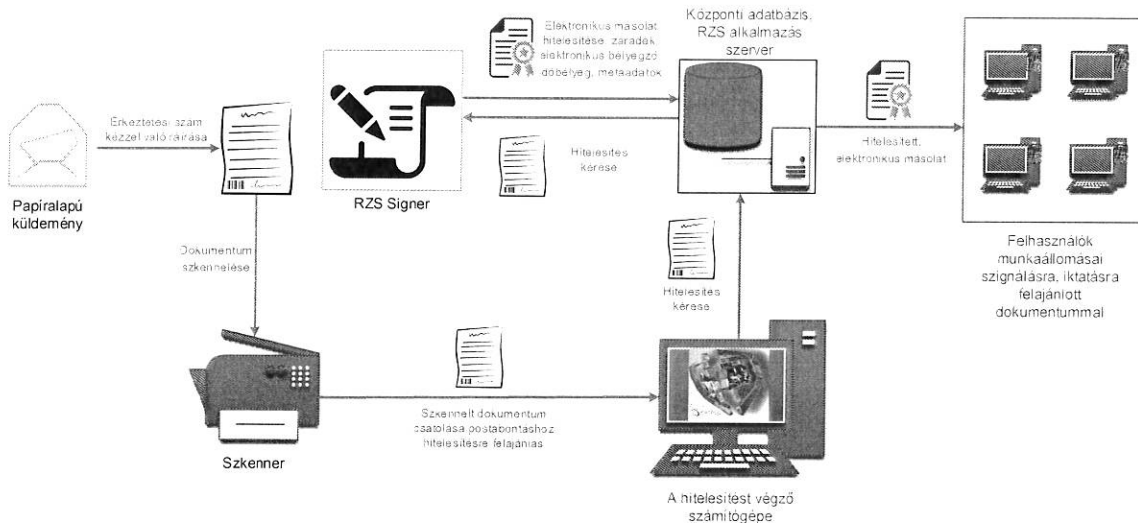 Elektronikus másolat
hitelesítése, záradék,
elektronikus bélyegző
időbélyeg, metaadatok
Központi adatbázis,
RZS alkalmazás
szerver
Érkeztetési szám
kézzel való ráírása
Hitelesítés
kérése
Hitelesített,
elektronikus másolat
Papíralapú
küldemény
RZS Signer
Dokumentum
szkennelése
Hitelesítés
kérése
Felhasználók
munkaállomásai
szignálásra, iktatásra
felajánlott
dokumentummal
Szkennelt dokumentum
csatolása postabontáshoz
hitelesítésre felajánlás
Szkenner
A hitelesítést végző
számítógépe